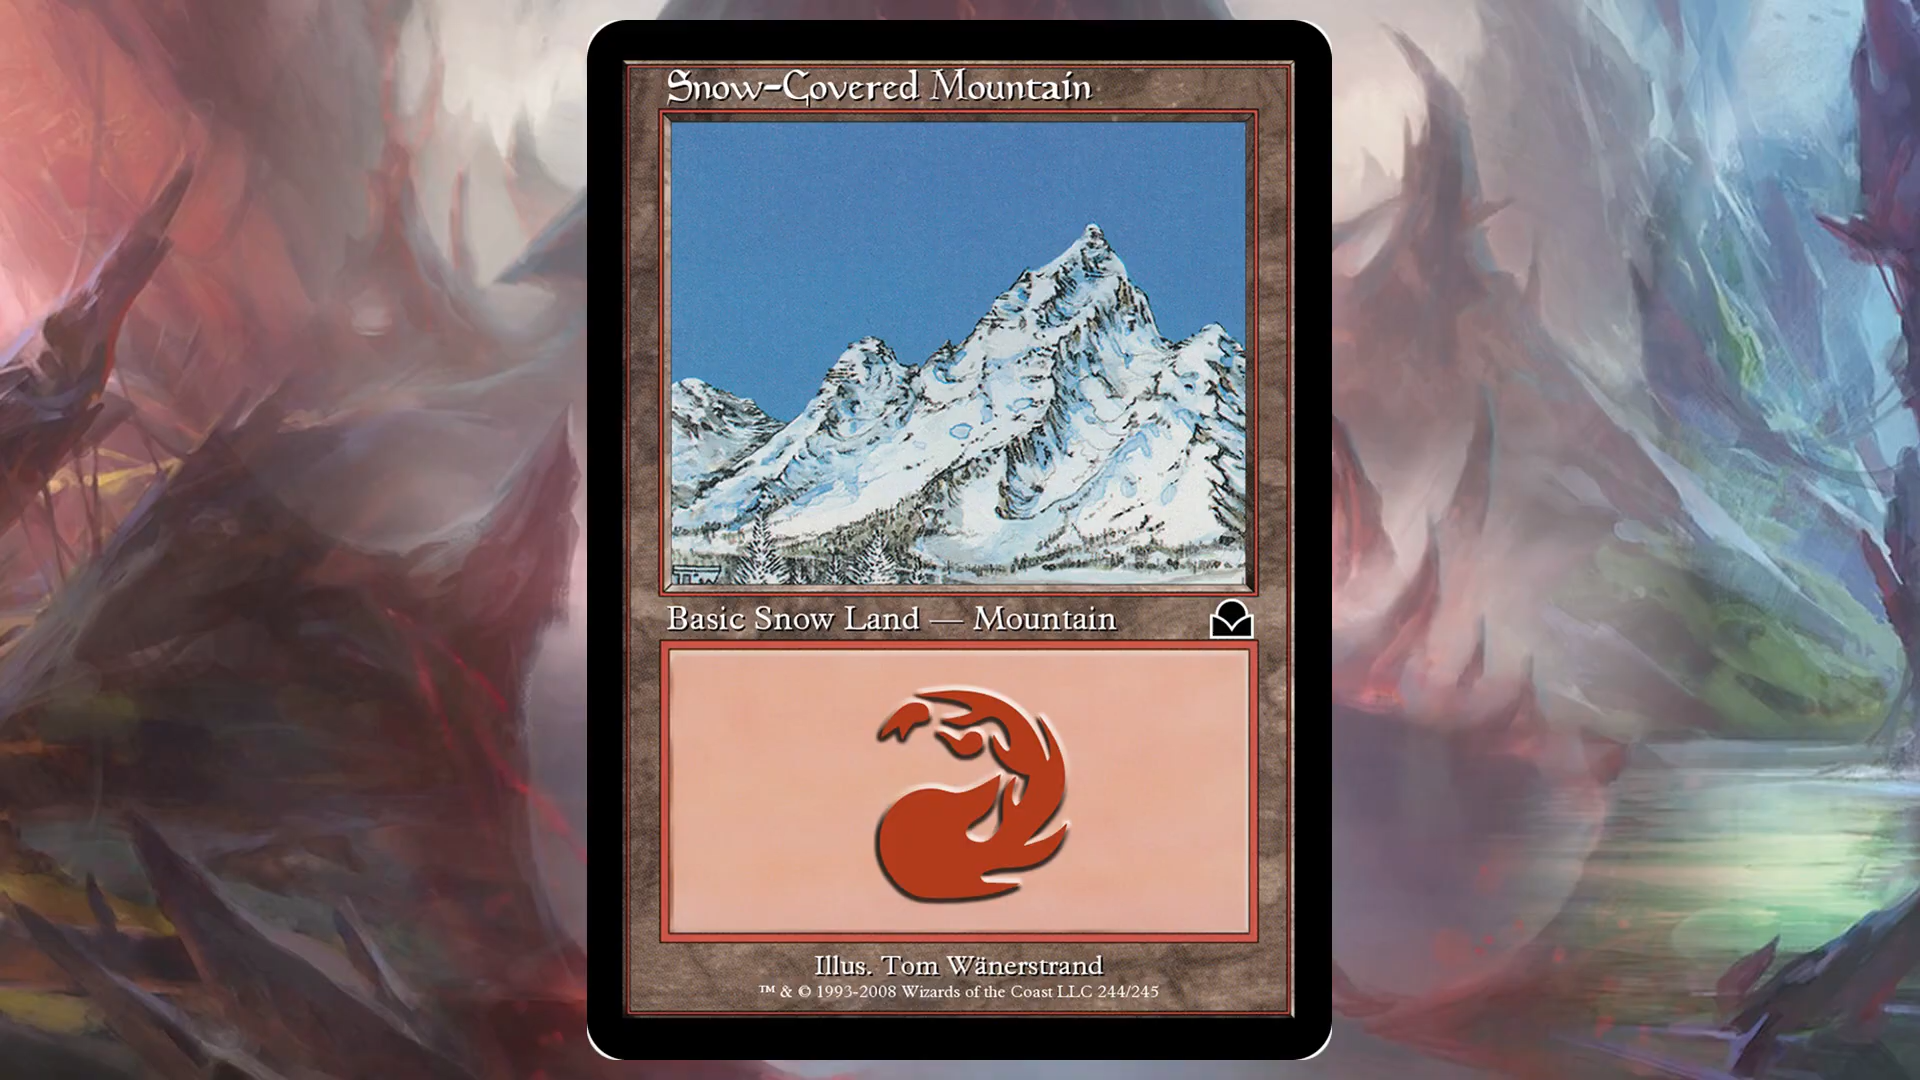 Snow-Covered Mountain
TCW
Basic Snow Land — Mountain
Illus. Tom Wänerstrand
™ & © 1993-2008 Wizards of the Coast LLC 244/245